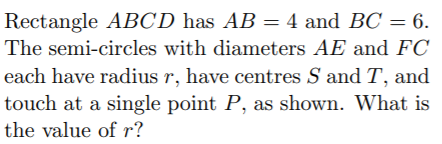 Rectangle ABCD has AB = 4 and BC = 6.
The semi-circles with diameters AE and FC
each have radius r, have centres S and T, and
touch at a single point P, as shown. What is
the value of r?